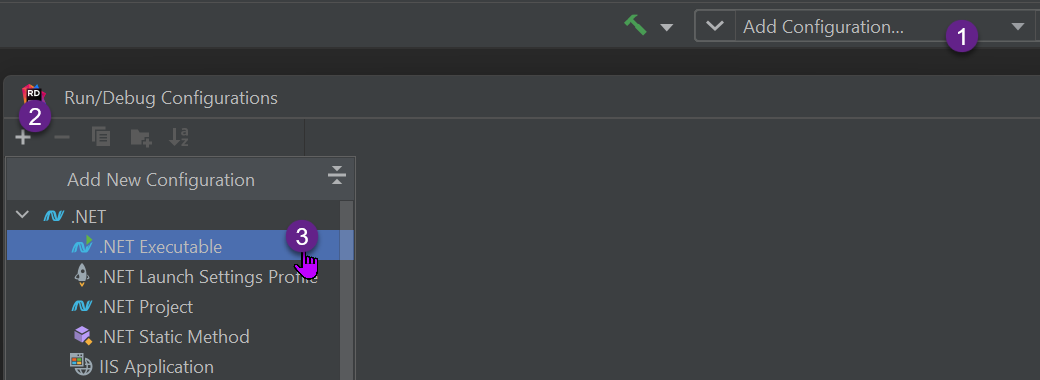 Add Configuration...
1
RD
Run/Debug Configurations
2
a
z
Add New Configuration
.NET
.NET Executable
3
.NET Launch Settings Profile
.NET Project
.NET Static Method
IIS Application